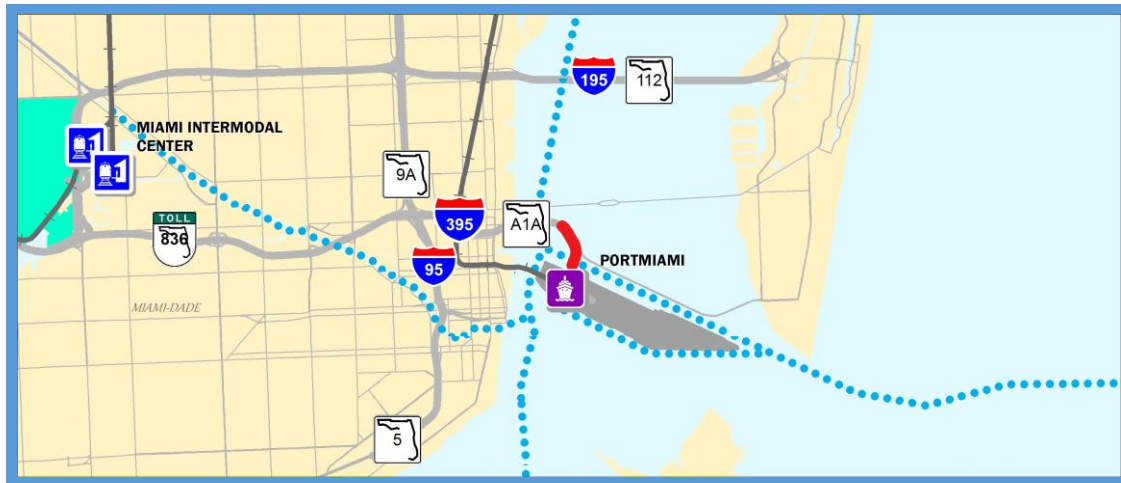 195
112
MIAMI INTERMODAL
CENTER
9A
395
A1A
TOLL
836
95
PORTMIAMI
MIAMI-DADE
5